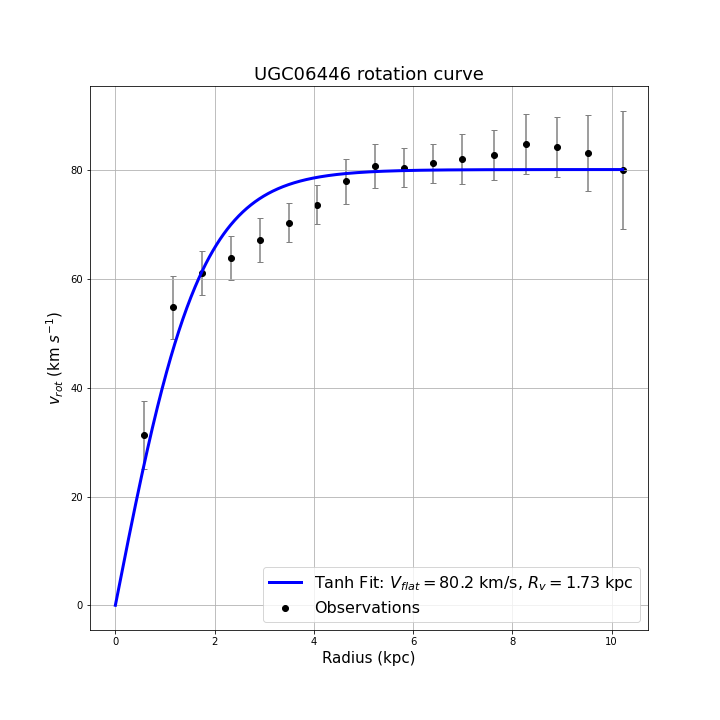 UGC06446 rotation curve
80
60
40
20
0
v_rot (km s⁻¹)
Tanh Fit: V_flat = 80.2 km/s, R_v = 1.73 kpc
Observations
0 2 4 6 8 10
Radius (kpc)